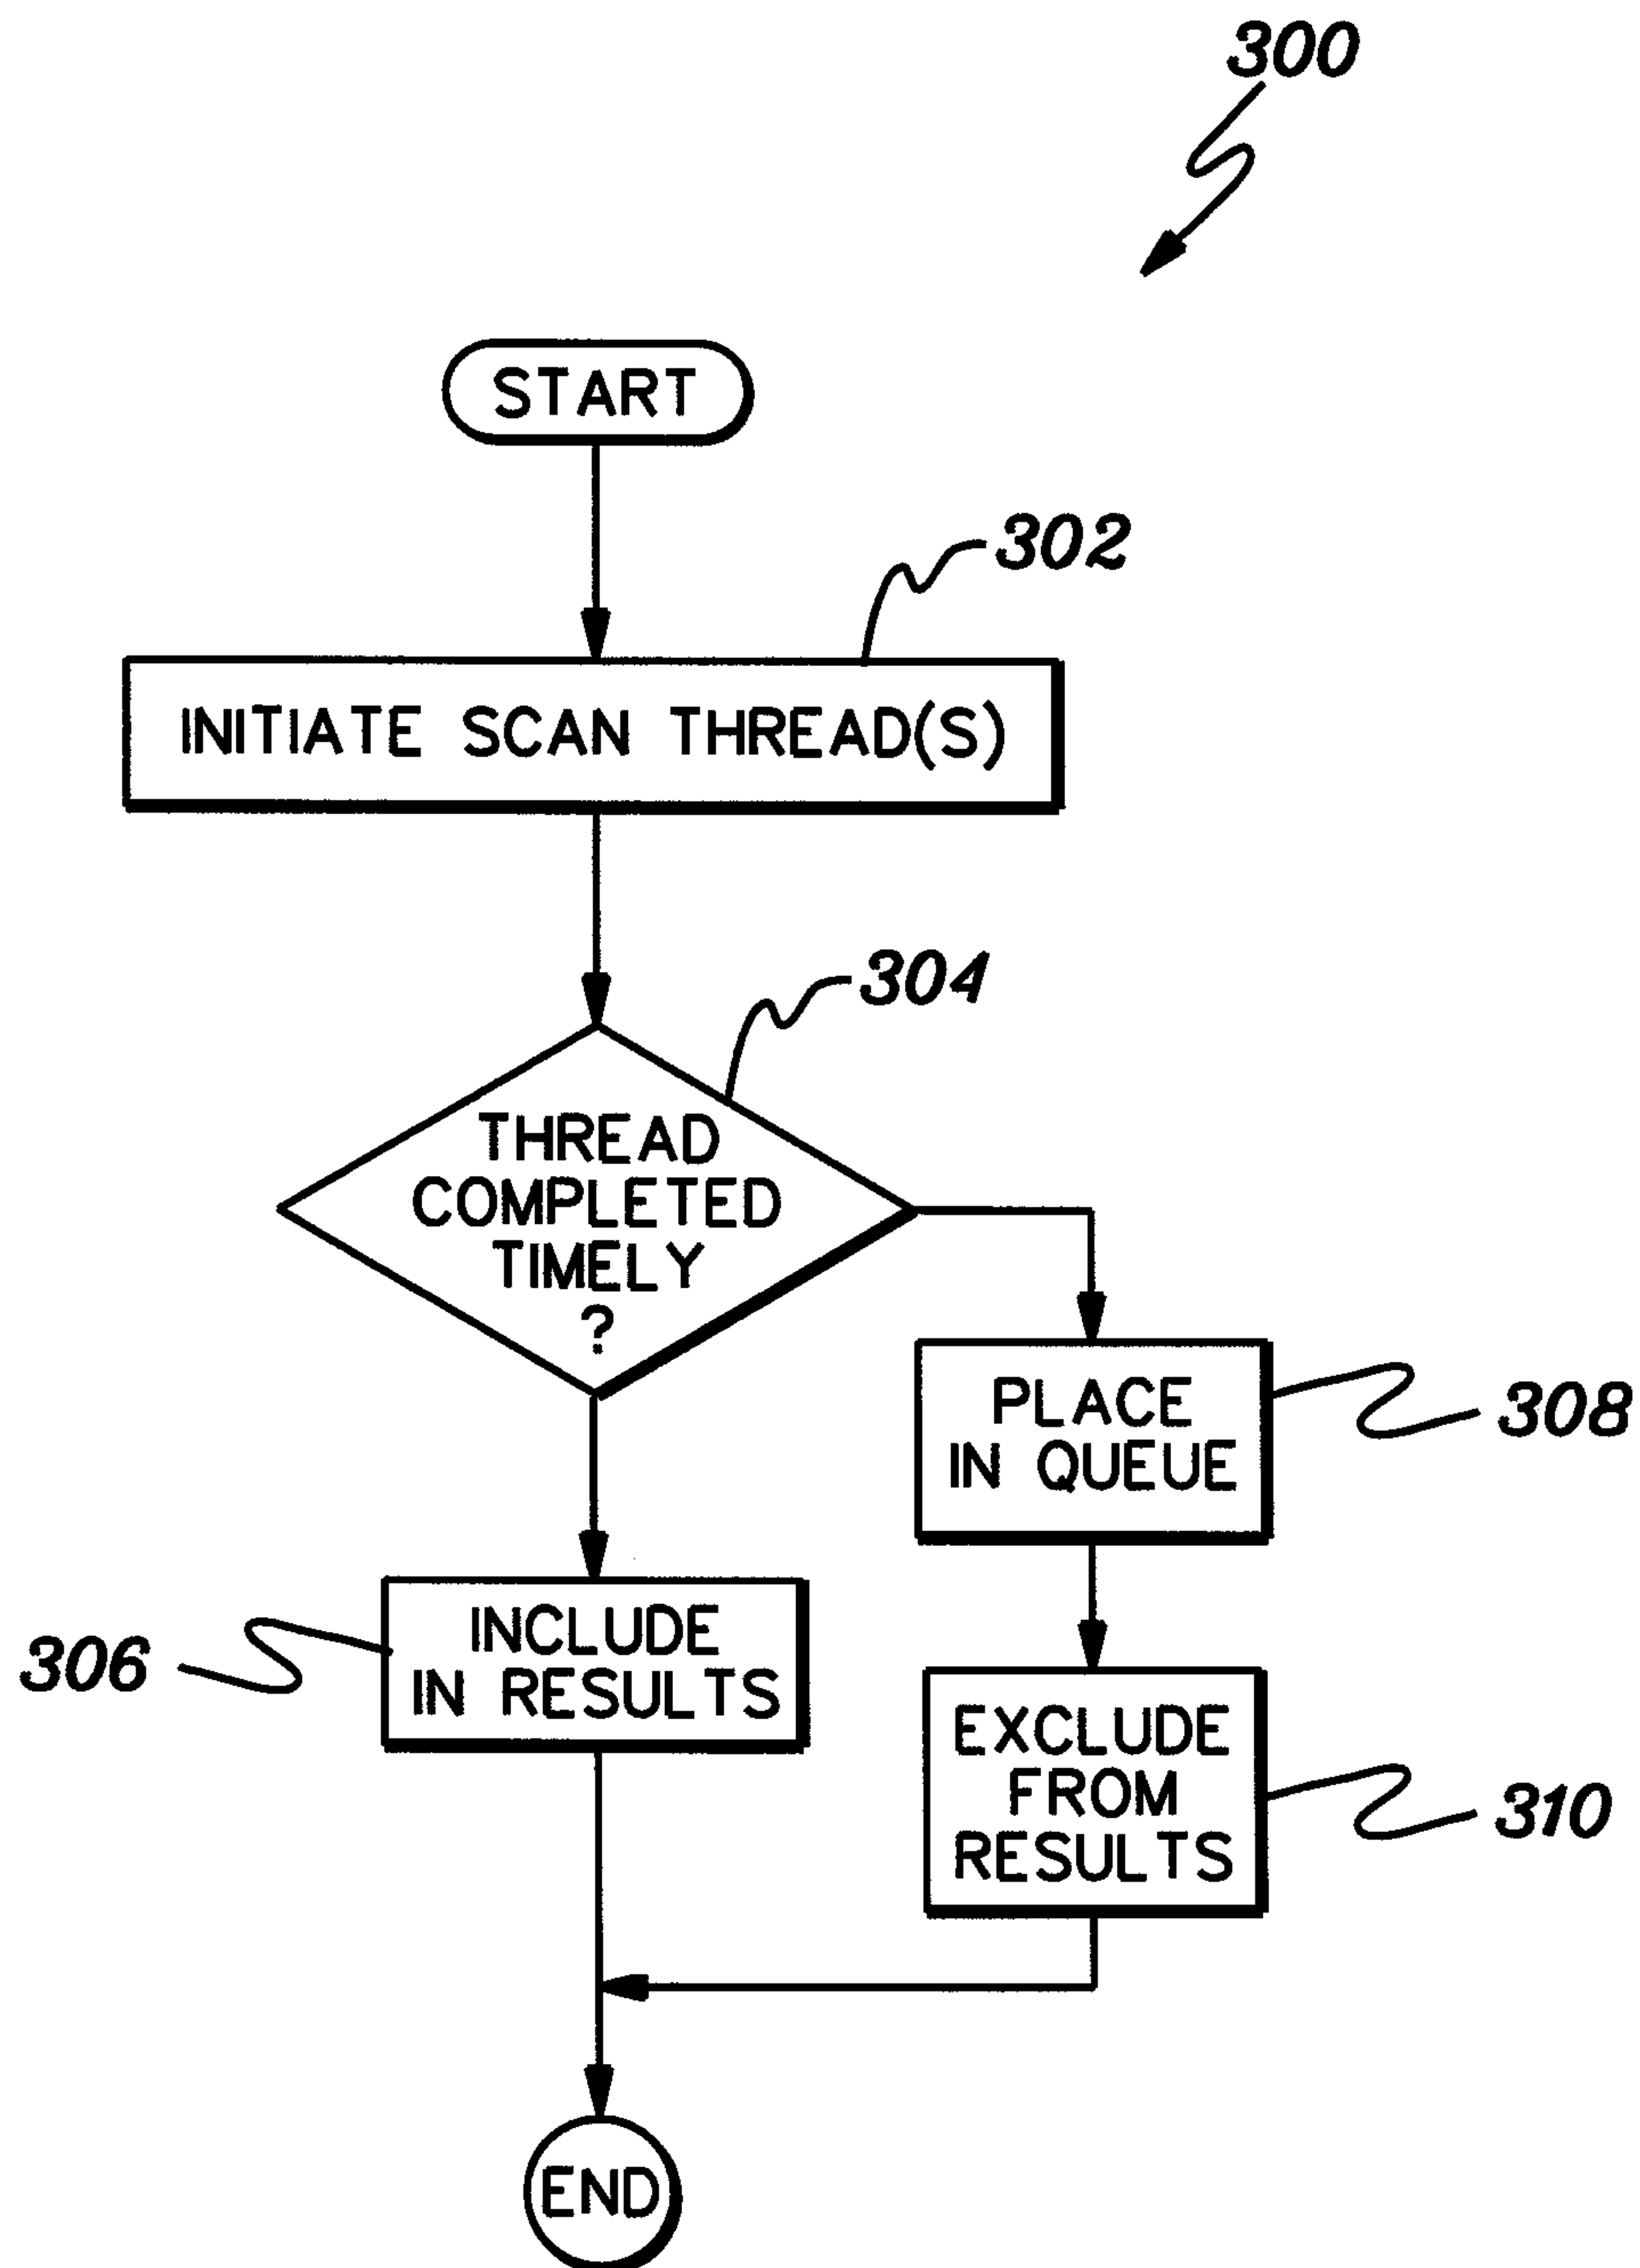 300
START
302
INITIATE SCAN THREAD(S)
304
THREAD
COMPLETED
TIMELY
?
PLACE
IN QUEUE
308
INCLUDE
IN RESULTS
306
EXCLUDE
FROM
RESULTS
310
END